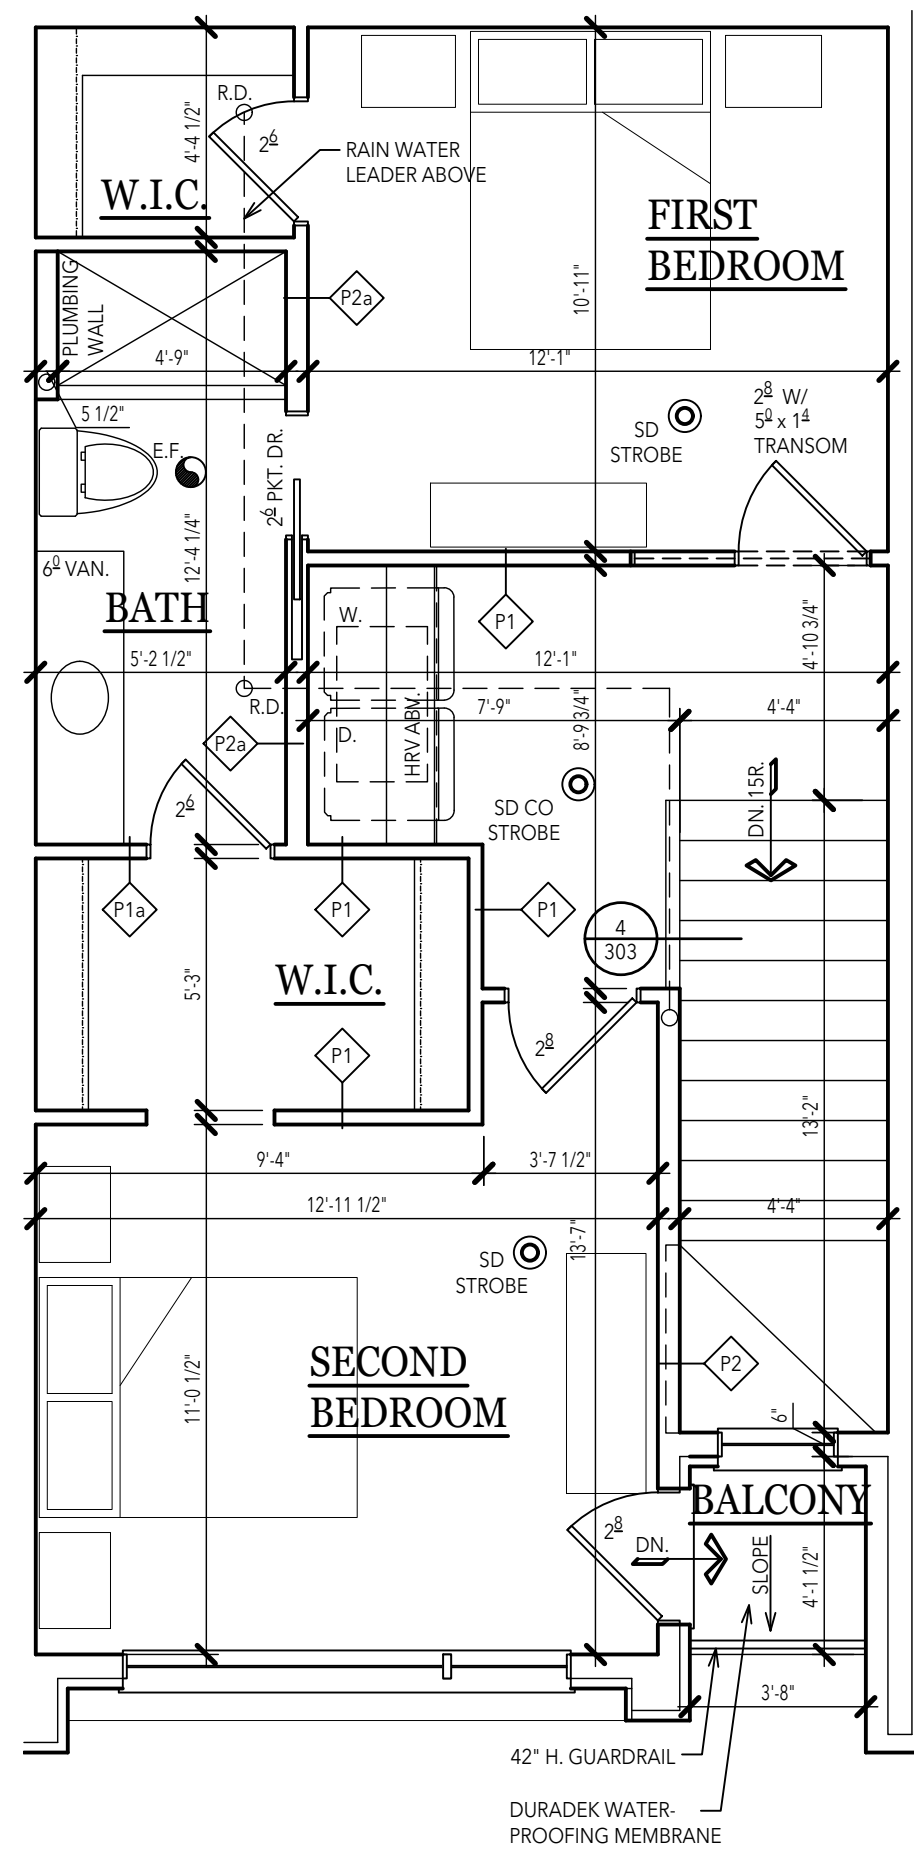 R.D.
2⁶
4'-4 1/2"
RAIN WATER
LEADER ABOVE
W.I.C.
FIRST
BEDROOM
10'-11"
PLUMBING
WALL
P2a
4'-9"
12'-1"
5 1/2"
2⁸ W/
5⁰ x 1⁴
TRANSOM
SD
STROBE
E.F.
2⁶ PKT. DR.
12'-4 1/4"
6⁰ VAN.
BATH
W.
P1
4'-10 3/4"
5'-2 1/2"
12'-1"
R.D.
7'-9"
8'-9 3/4"
4'-4"
HRV ABV.
P2a
D.
2⁶
SD CO
STROBE
DN. 15R.
P1a
P1
P1
4
303
5'-3"
W.I.C.
P1
2⁸
13'-2"
9'-4"
3'-7 1/2"
12'-11 1/2"
4'-4"
SD
STROBE
13'-7"
SECOND
BEDROOM
11'-0 1/2"
P2
6"
BALCONY
2⁸
DN.
SLOPE
4'-1 1/2"
3'-8"
42" H. GUARDRAIL
DURADEK WATER-
PROOFING MEMBRANE